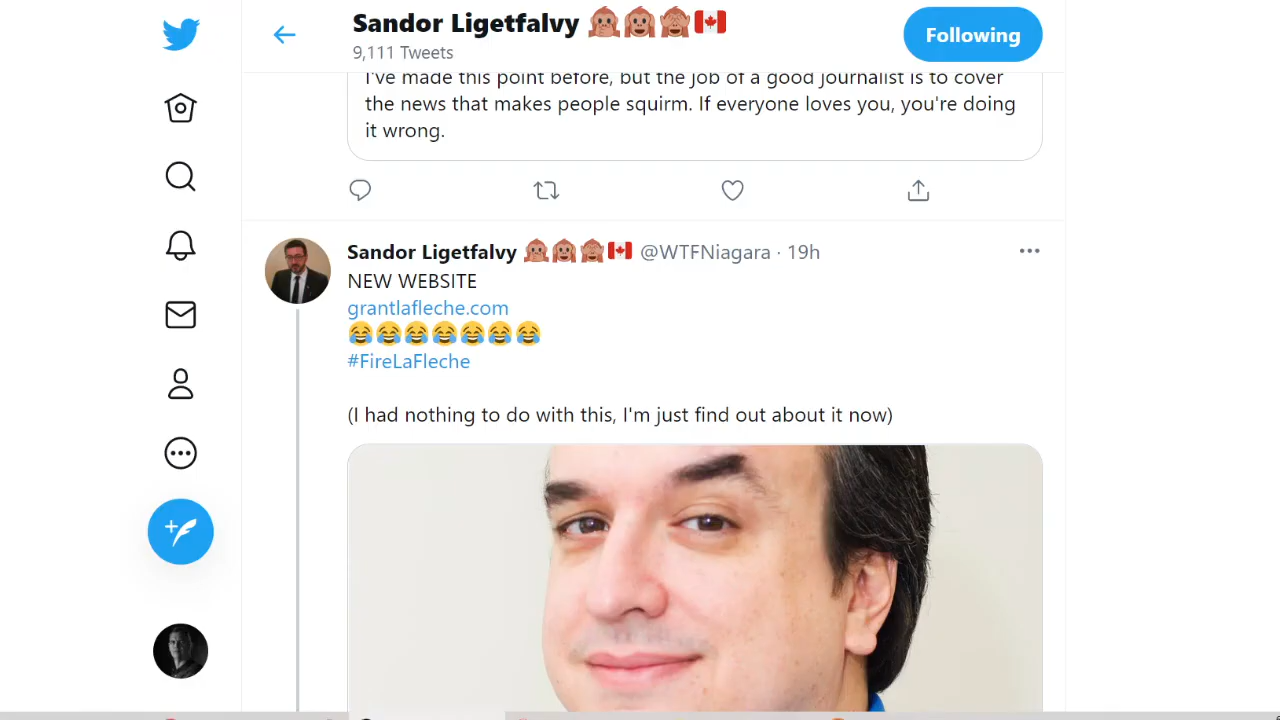 Sandor Ligetfalvy 🙊🙉🙈🇨🇦
9,111 Tweets
Following
I've made this point before, but the job of a good journalist is to cover
the news that makes people squirm. If everyone loves you, you're doing
it wrong.
Sandor Ligetfalvy 🙊🙉🙈🇨🇦 @WTFNiagara · 19h
NEW WEBSITE
grantlafleche.com
😂😂😂😂😂😂😂
#FireLaFleche
(I had nothing to do with this, I'm just find out about it now)